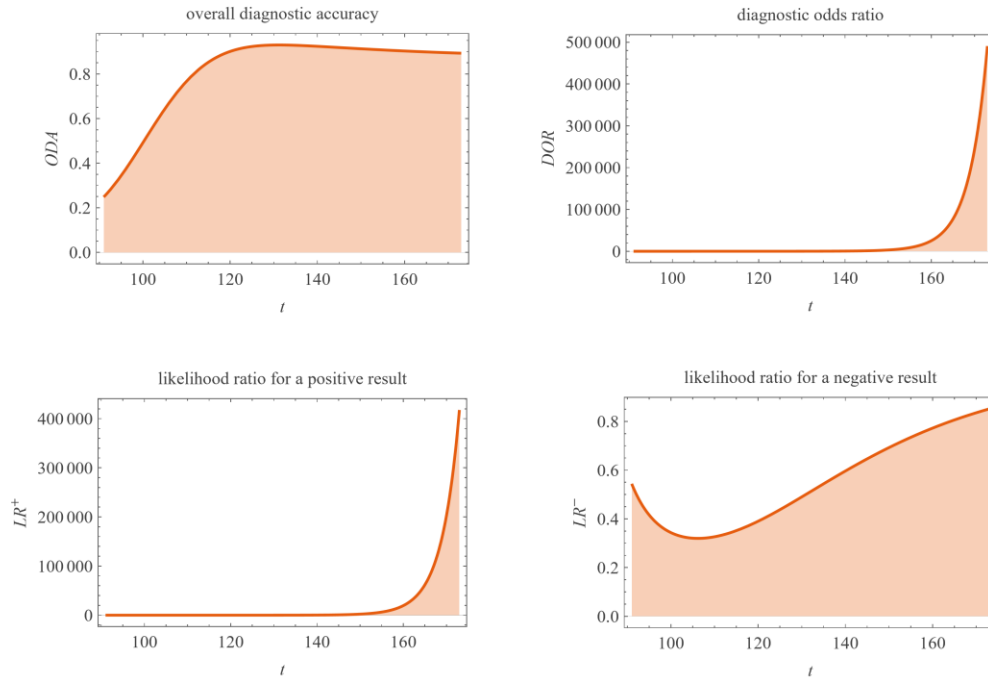 overall diagnostic accuracy
ODA
0.8
0.6
0.4
0.2
0.0
100 120 140 160
t
diagnostic odds ratio
DOR
500 000
400 000
300 000
200 000
100 000
0
100 120 140 160
t
likelihood ratio for a positive result
LR+
400 000
300 000
200 000
100 000
0
100 120 140 160
t
likelihood ratio for a negative result
LR−
0.8
0.6
0.4
0.2
0.0
100 120 140 160
t